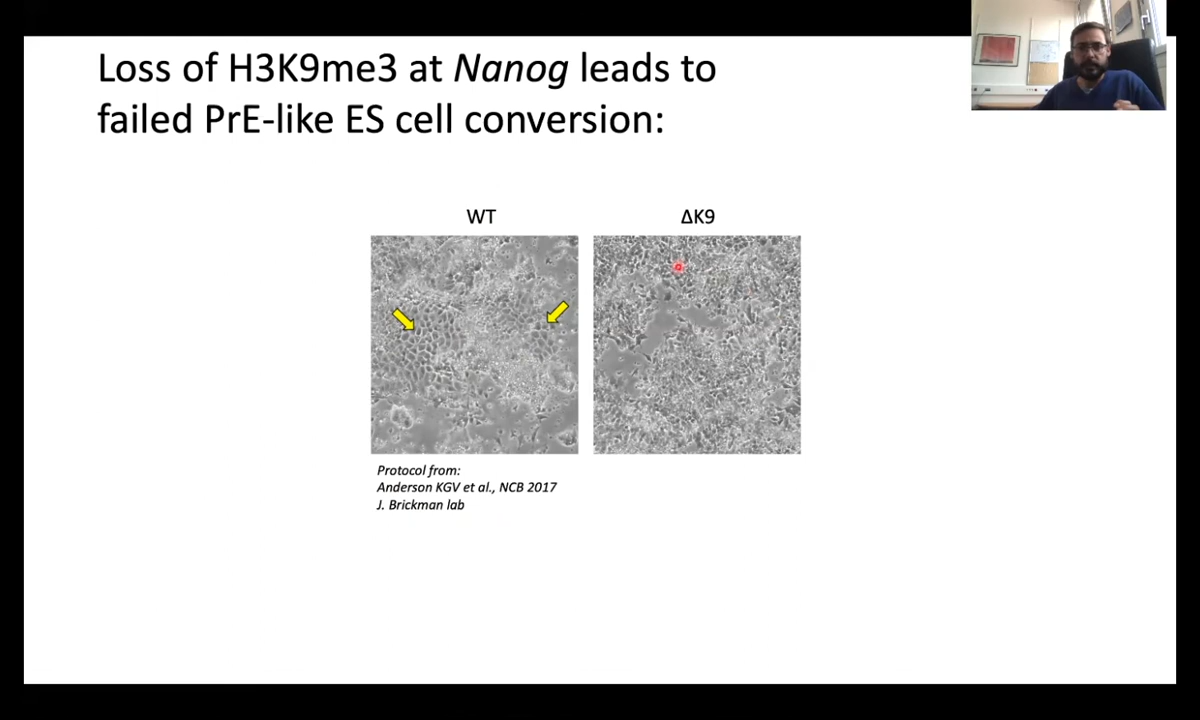 Loss of H3K9me3 at Nanog leads to
failed PrE-like ES cell conversion:
WT
ΔK9
Protocol from:
Anderson KGV et al., NCB 2017
J. Brickman lab